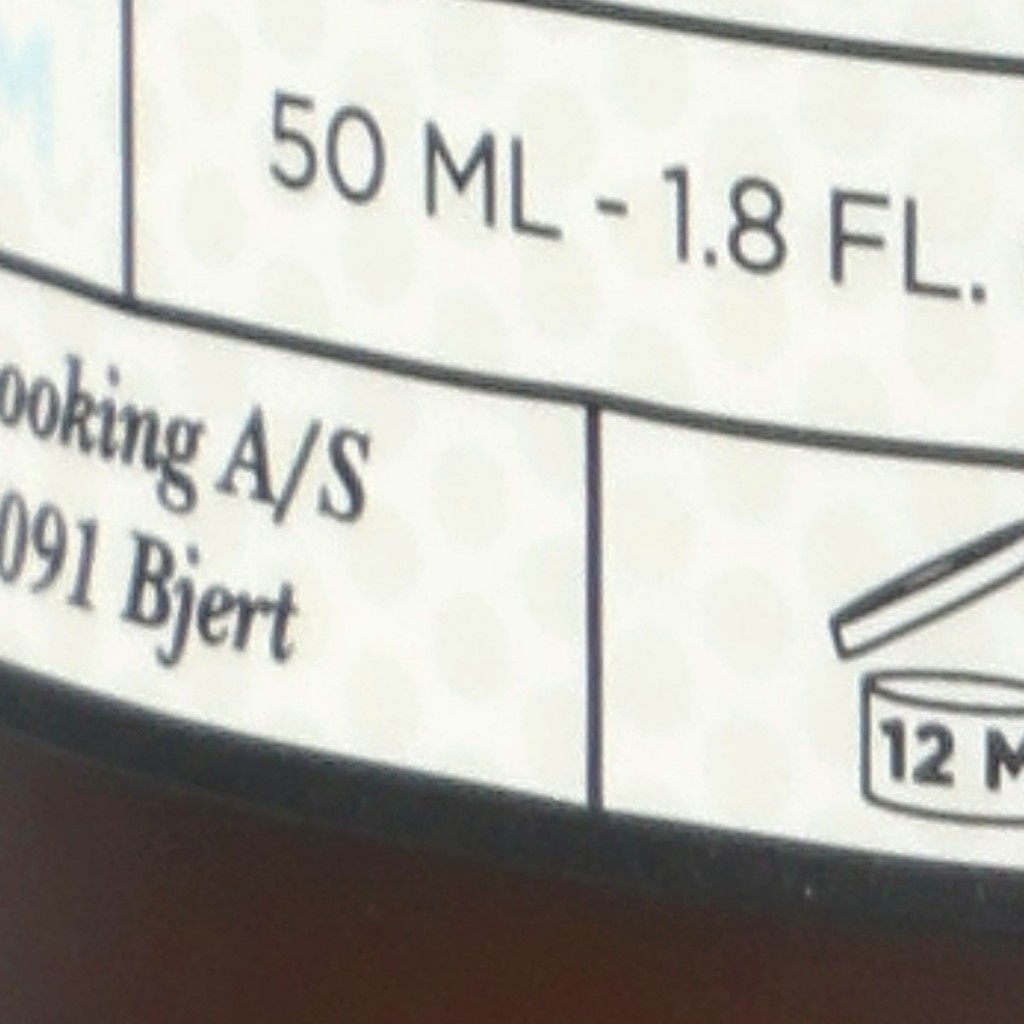 50 ML - 1.8 FL.
ooking A/S
091 Bjert
12 M